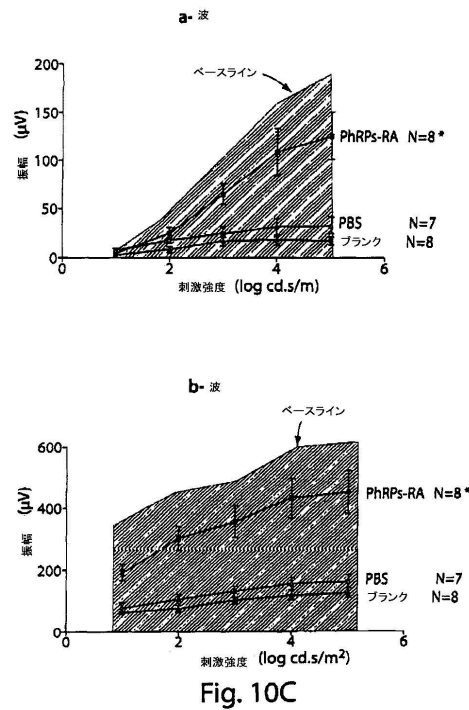 a- 波
ベースライン
200
150
100
50
0
振幅 (μV)
PhRPs-RA N=8*
PBS N=7
ブランク N=8
0 2 4 6
刺激強度 (log cd.s/m)
b- 波
ベースライン
600
400
200
0
振幅 (μV)
PhRPs-RA N=8*
PBS N=7
ブランク N=8
0 2 4 6
刺激強度 (log cd.s/m²)
Fig. 10C